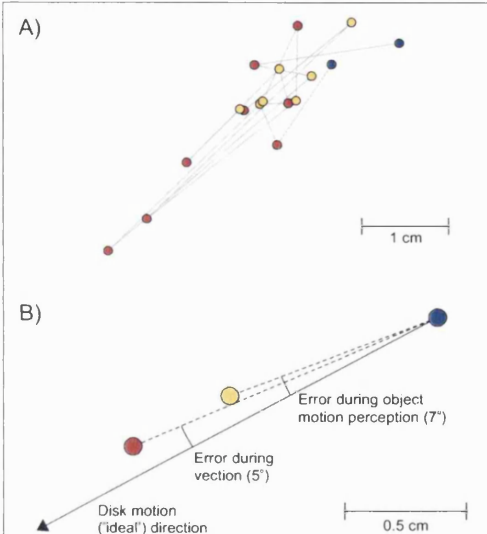 A)
1 cm
B)
Error during object
motion perception (7°)
Error during
vection (5°)
Disk motion
("ideal") direction
0.5 cm